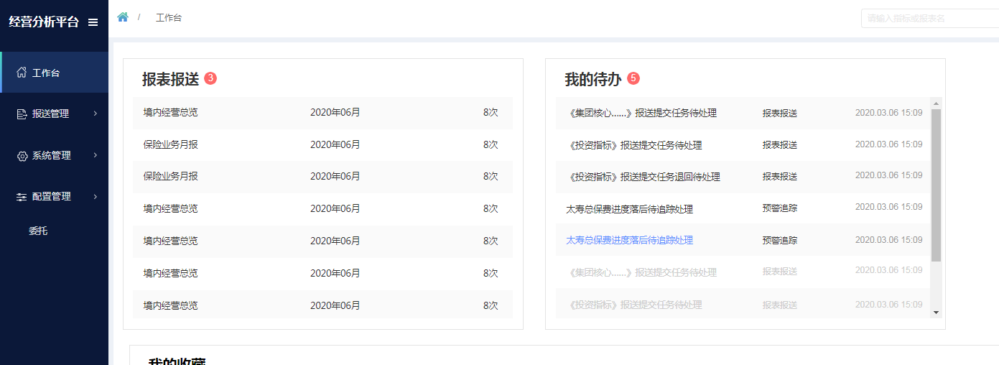 经营分析平台
/ 工作台
请输入指标或报表名
工作台
报送管理
系统管理
配置管理
委托
报表报送 3
境内经营总览 2020年06月 8次
保险业务月报 2020年06月 8次
保险业务月报 2020年06月 8次
境内经营总览 2020年06月 8次
境内经营总览 2020年06月 8次
境内经营总览 2020年06月 8次
境内经营总览 2020年06月 8次
我的待办 5
《集团核心......》报送提交任务待处理 报表报送 2020.03.06 15:09
《投资指标》报送提交任务待处理 报表报送 2020.03.06 15:09
《投资指标》报送提交任务退回待处理 报表报送 2020.03.06 15:09
太寿总保费进度落后待追踪处理 预警追踪 2020.03.06 15:09
太寿总保费进度落后待追踪处理 预警追踪 2020.03.06 15:09
《集团核心......》报送提交任务待处理 报表报送 2020.03.06 15:09
《投资指标》报送提交任务待处理 报表报送 2020.03.06 15:09
我的收藏